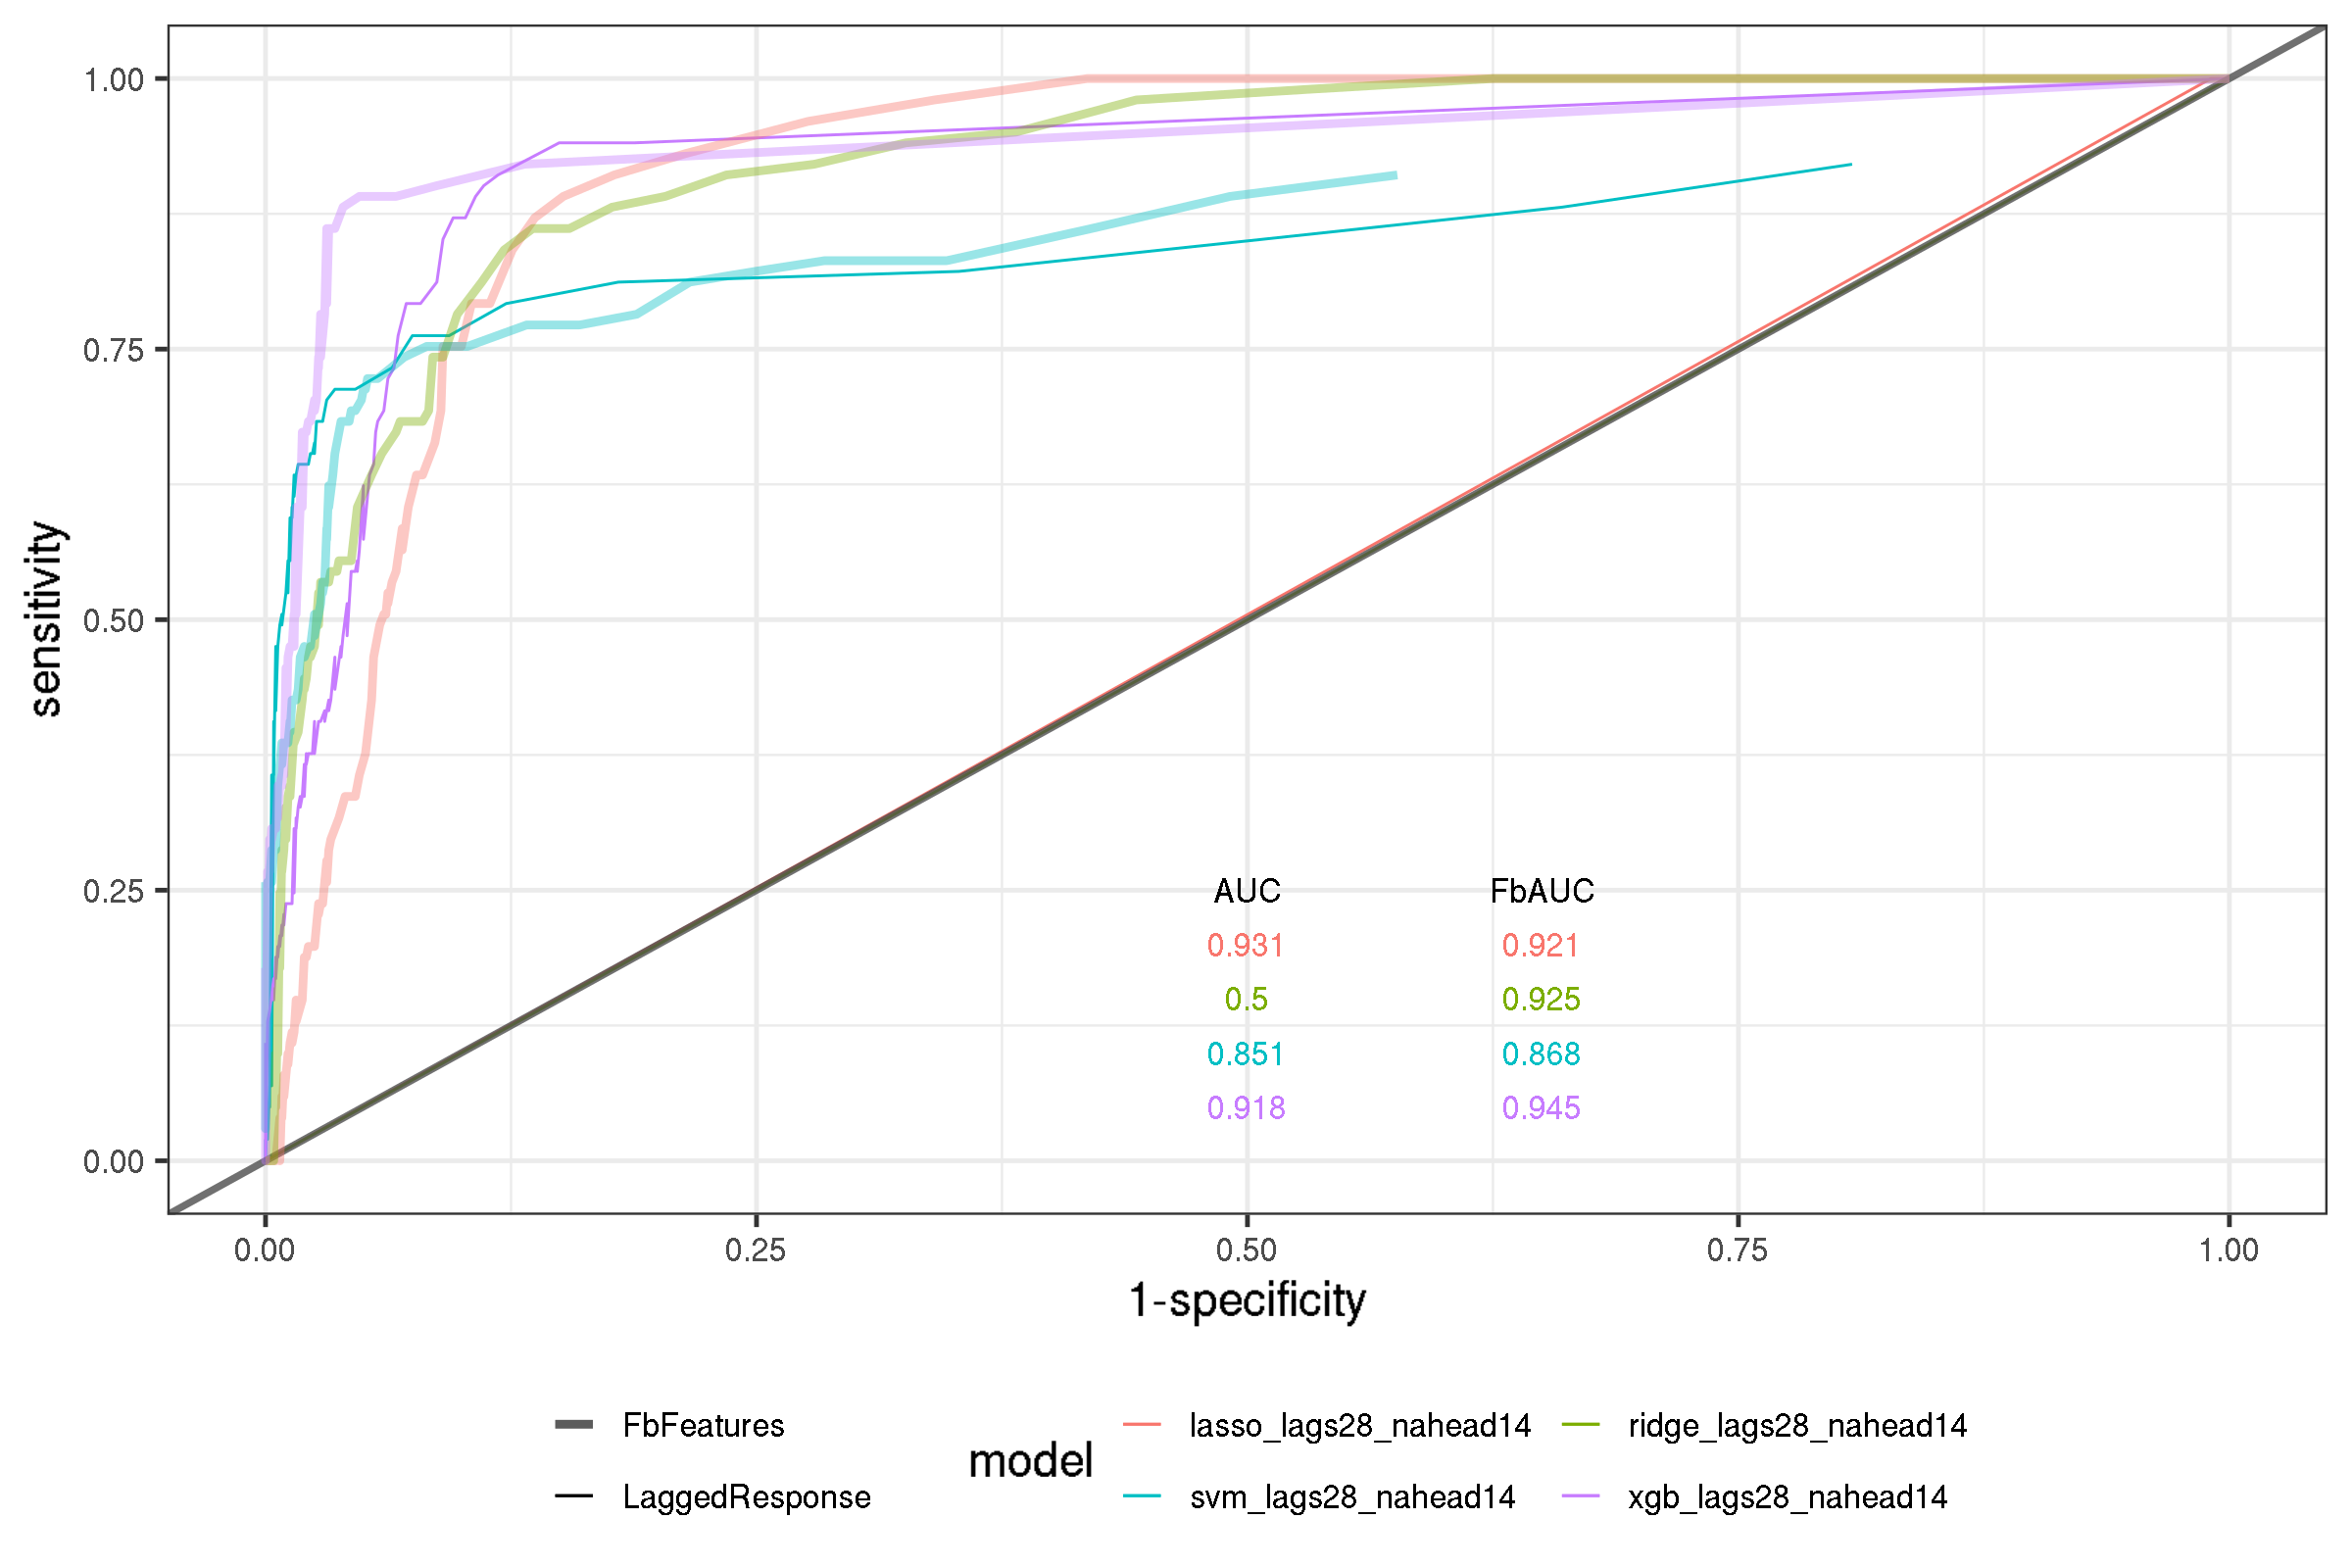 1.00
0.75
0.50
0.25
0.00
sensitivity
AUC FbAUC
0.931 0.921
0.5 0.925
0.851 0.868
0.918 0.945
0.00 0.25 0.50 0.75 1.00
1-specificity
FbFeatures
LaggedResponse
model
lasso_lags28_nahead14 ridge_lags28_nahead14
svm_lags28_nahead14 xgb_lags28_nahead14